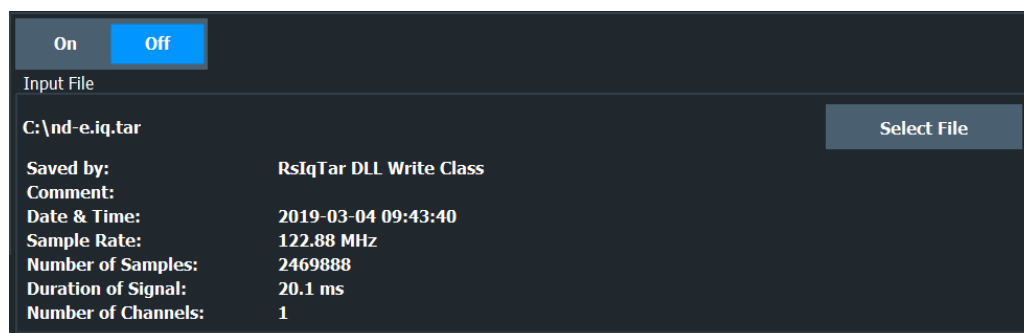 On Off
Input File
C:\nd-e.iq.tar Select File
Saved by: RsIqTar DLL Write Class
Comment:
Date & Time: 2019-03-04 09:43:40
Sample Rate: 122.88 MHz
Number of Samples: 2469888
Duration of Signal: 20.1 ms
Number of Channels: 1